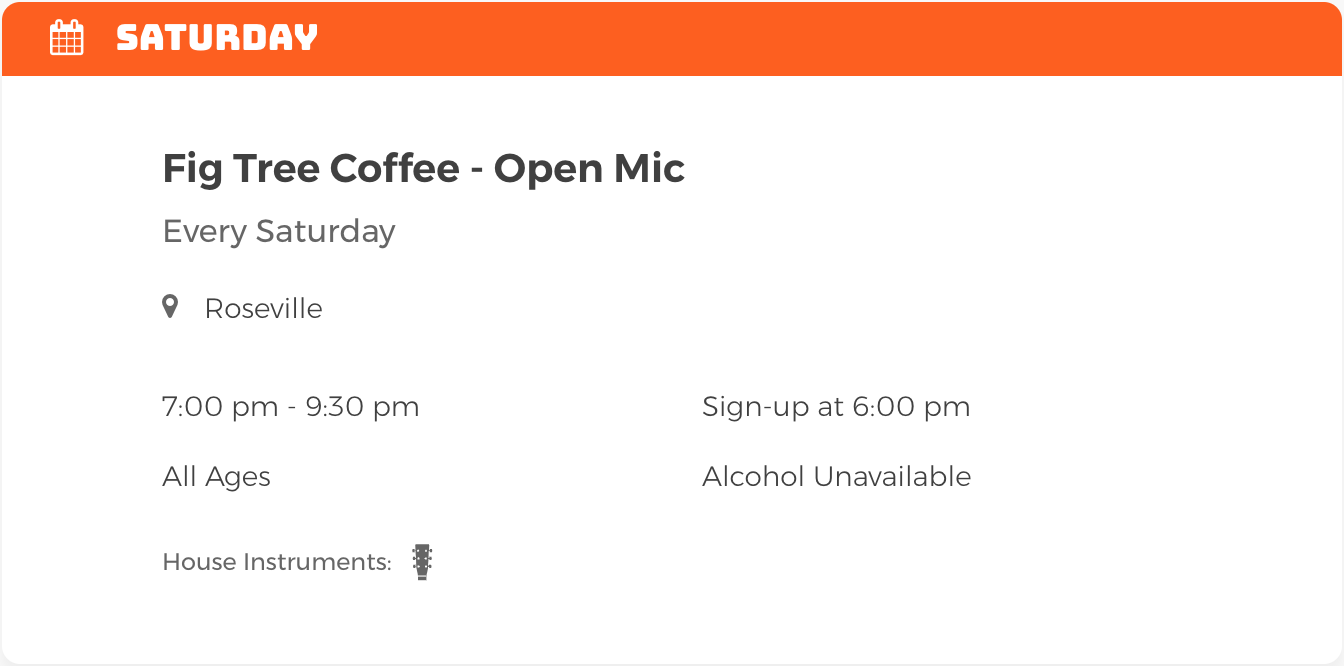 SATURDAY
Fig Tree Coffee - Open Mic
Every Saturday
Roseville
7:00 pm - 9:30 pm
Sign-up at 6:00 pm
All Ages
Alcohol Unavailable
House Instruments: